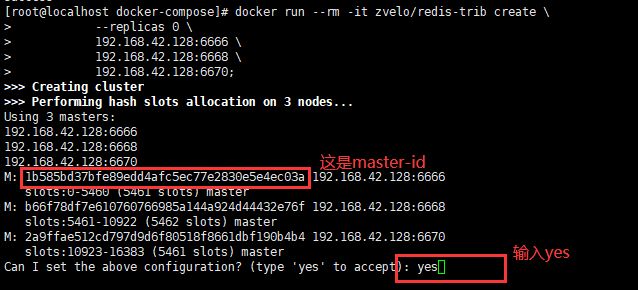 [root@localhost docker-compose]# docker run --rm -it zvelo/redis-trib create \
> --replicas 0 \
> 192.168.42.128:6666 \
> 192.168.42.128:6668 \
> 192.168.42.128:6670;
>>> Creating cluster
>>> Performing hash slots allocation on 3 nodes...
Using 3 masters:
192.168.42.128:6666
192.168.42.128:6668
192.168.42.128:6670
这是master-id
M: 1b585bd37bfe89edd4afc5ec77e2830e5e4ec03a 192.168.42.128:6666
slots:0-5460 (5461 slots) master
M: b66f78df7e610760766985a144a924d44432e76f 192.168.42.128:6668
slots:5461-10922 (5462 slots) master
M: 2a9ffae512cd797d9d6f80518f8661dbf190b4b4 192.168.42.128:6670
slots:10923-16383 (5461 slots) master
输入yes
Can I set the above configuration? (type 'yes' to accept): yes